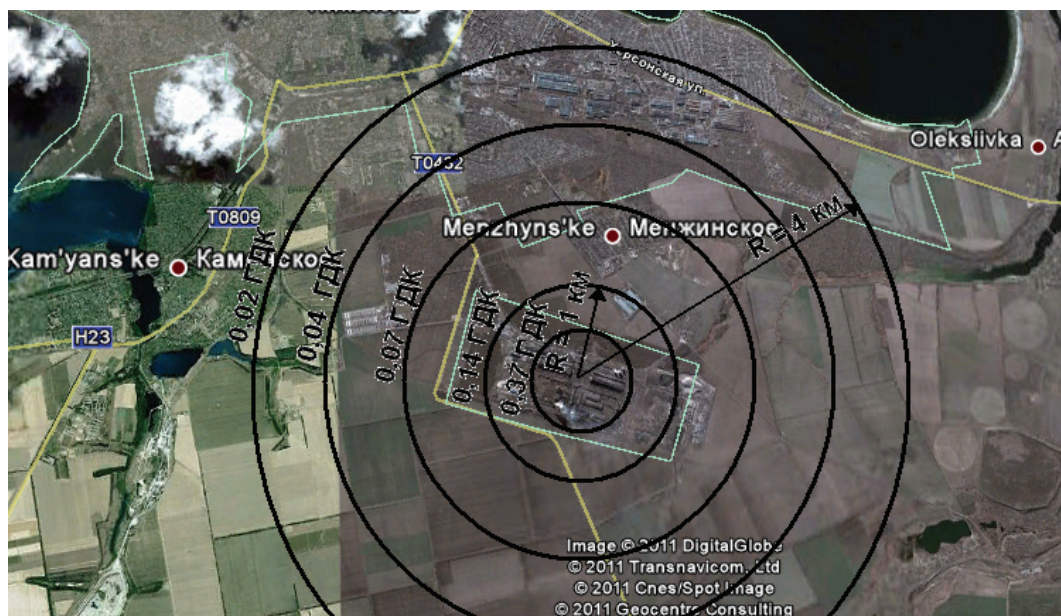 Херсонская ул.
Oleksiivka
A
T0432
T0809
Menzhyns'ke
Менжинское
R = 4 км
Kam'yans'ke
Каменское
H23
0,02 ГДК
0,04 ГДК
0,07 ГДК
0,14 ГДК
0,37 ГДК
R = 1 км
Image © 2011 DigitalGlobe
© 2011 Transnavicom, Ltd
© 2011 Cnes/Spot Image
© 2011 Geocentre Consulting